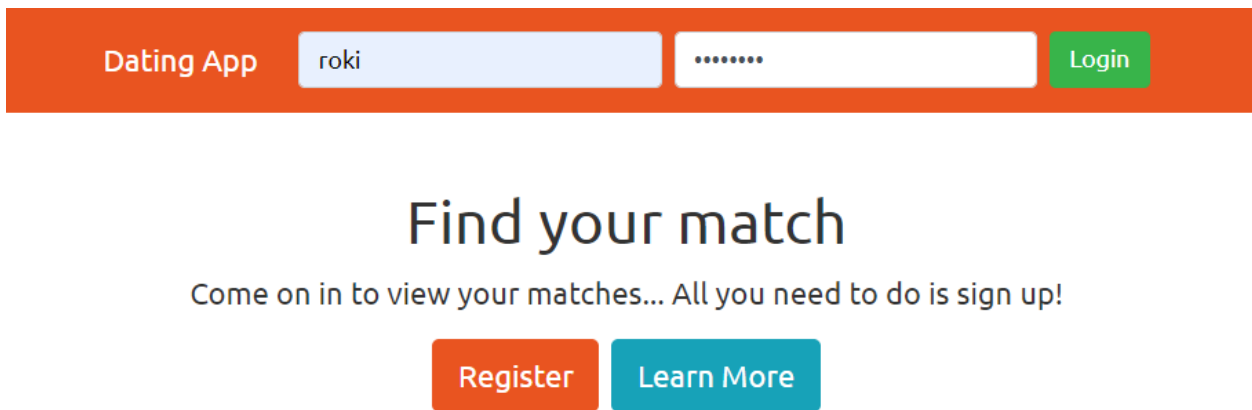 Dating App roki •••••••• Login
Find your match
Come on in to view your matches... All you need to do is sign up!
Register Learn More